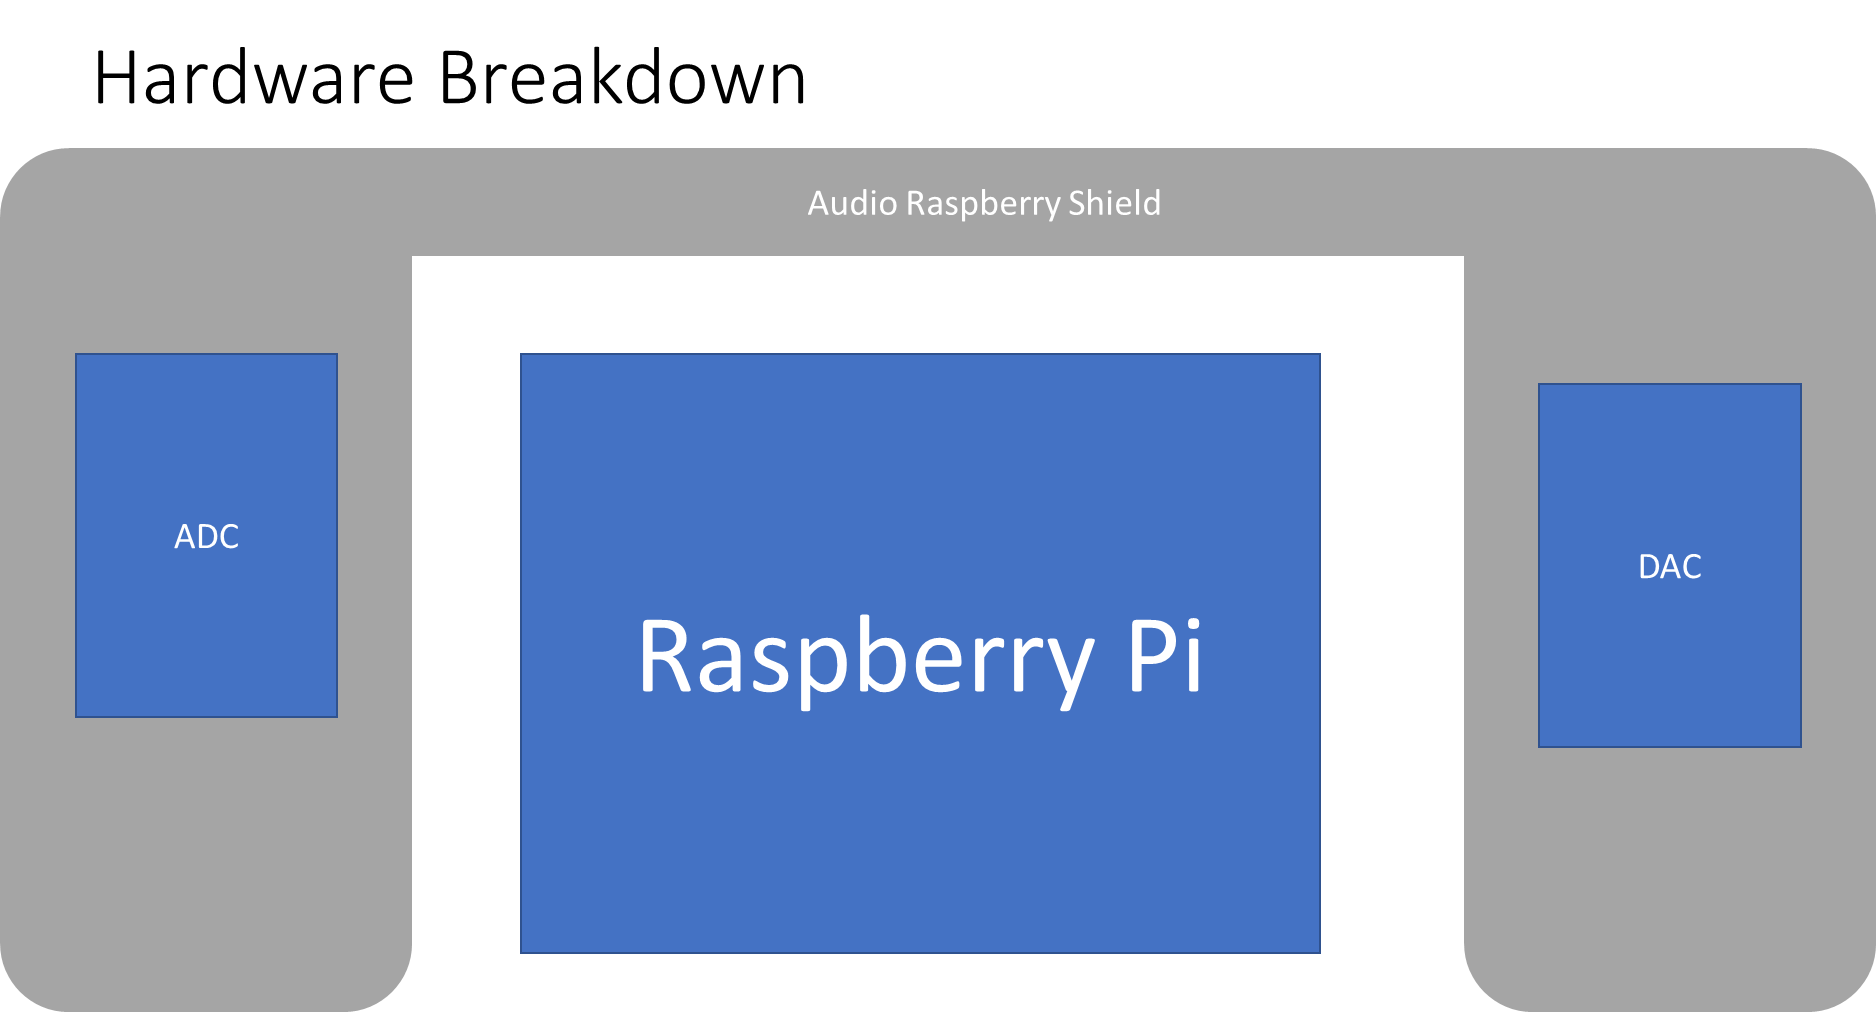 Hardware Breakdown
Audio Raspberry Shield
ADC
Raspberry Pi
DAC